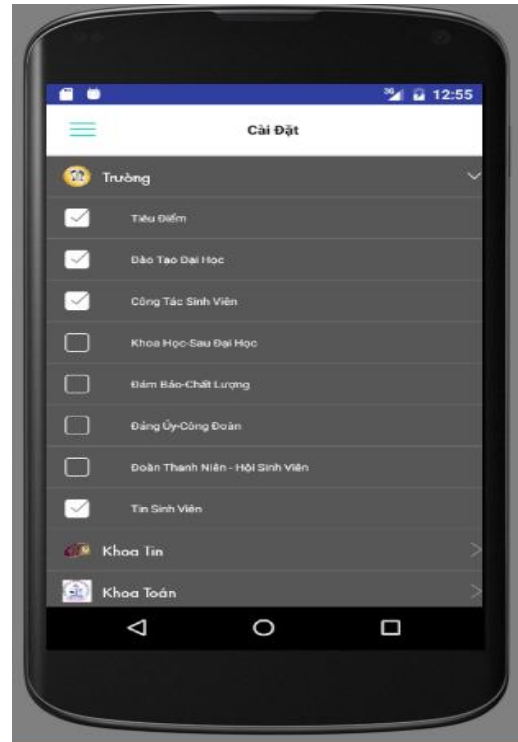 3G 12:55
Cài Đặt
Trường
Tiêu Điểm
Đào Tạo Đại Học
Công Tác Sinh Viên
Khoa Học-Sau Đại Học
Đảm Bảo-Chất Lượng
Đảng Ủy-Công Đoàn
Đoàn Thanh Niên - Hội Sinh Viên
Tin Sinh Viên
Khoa Tin
Khoa Toán